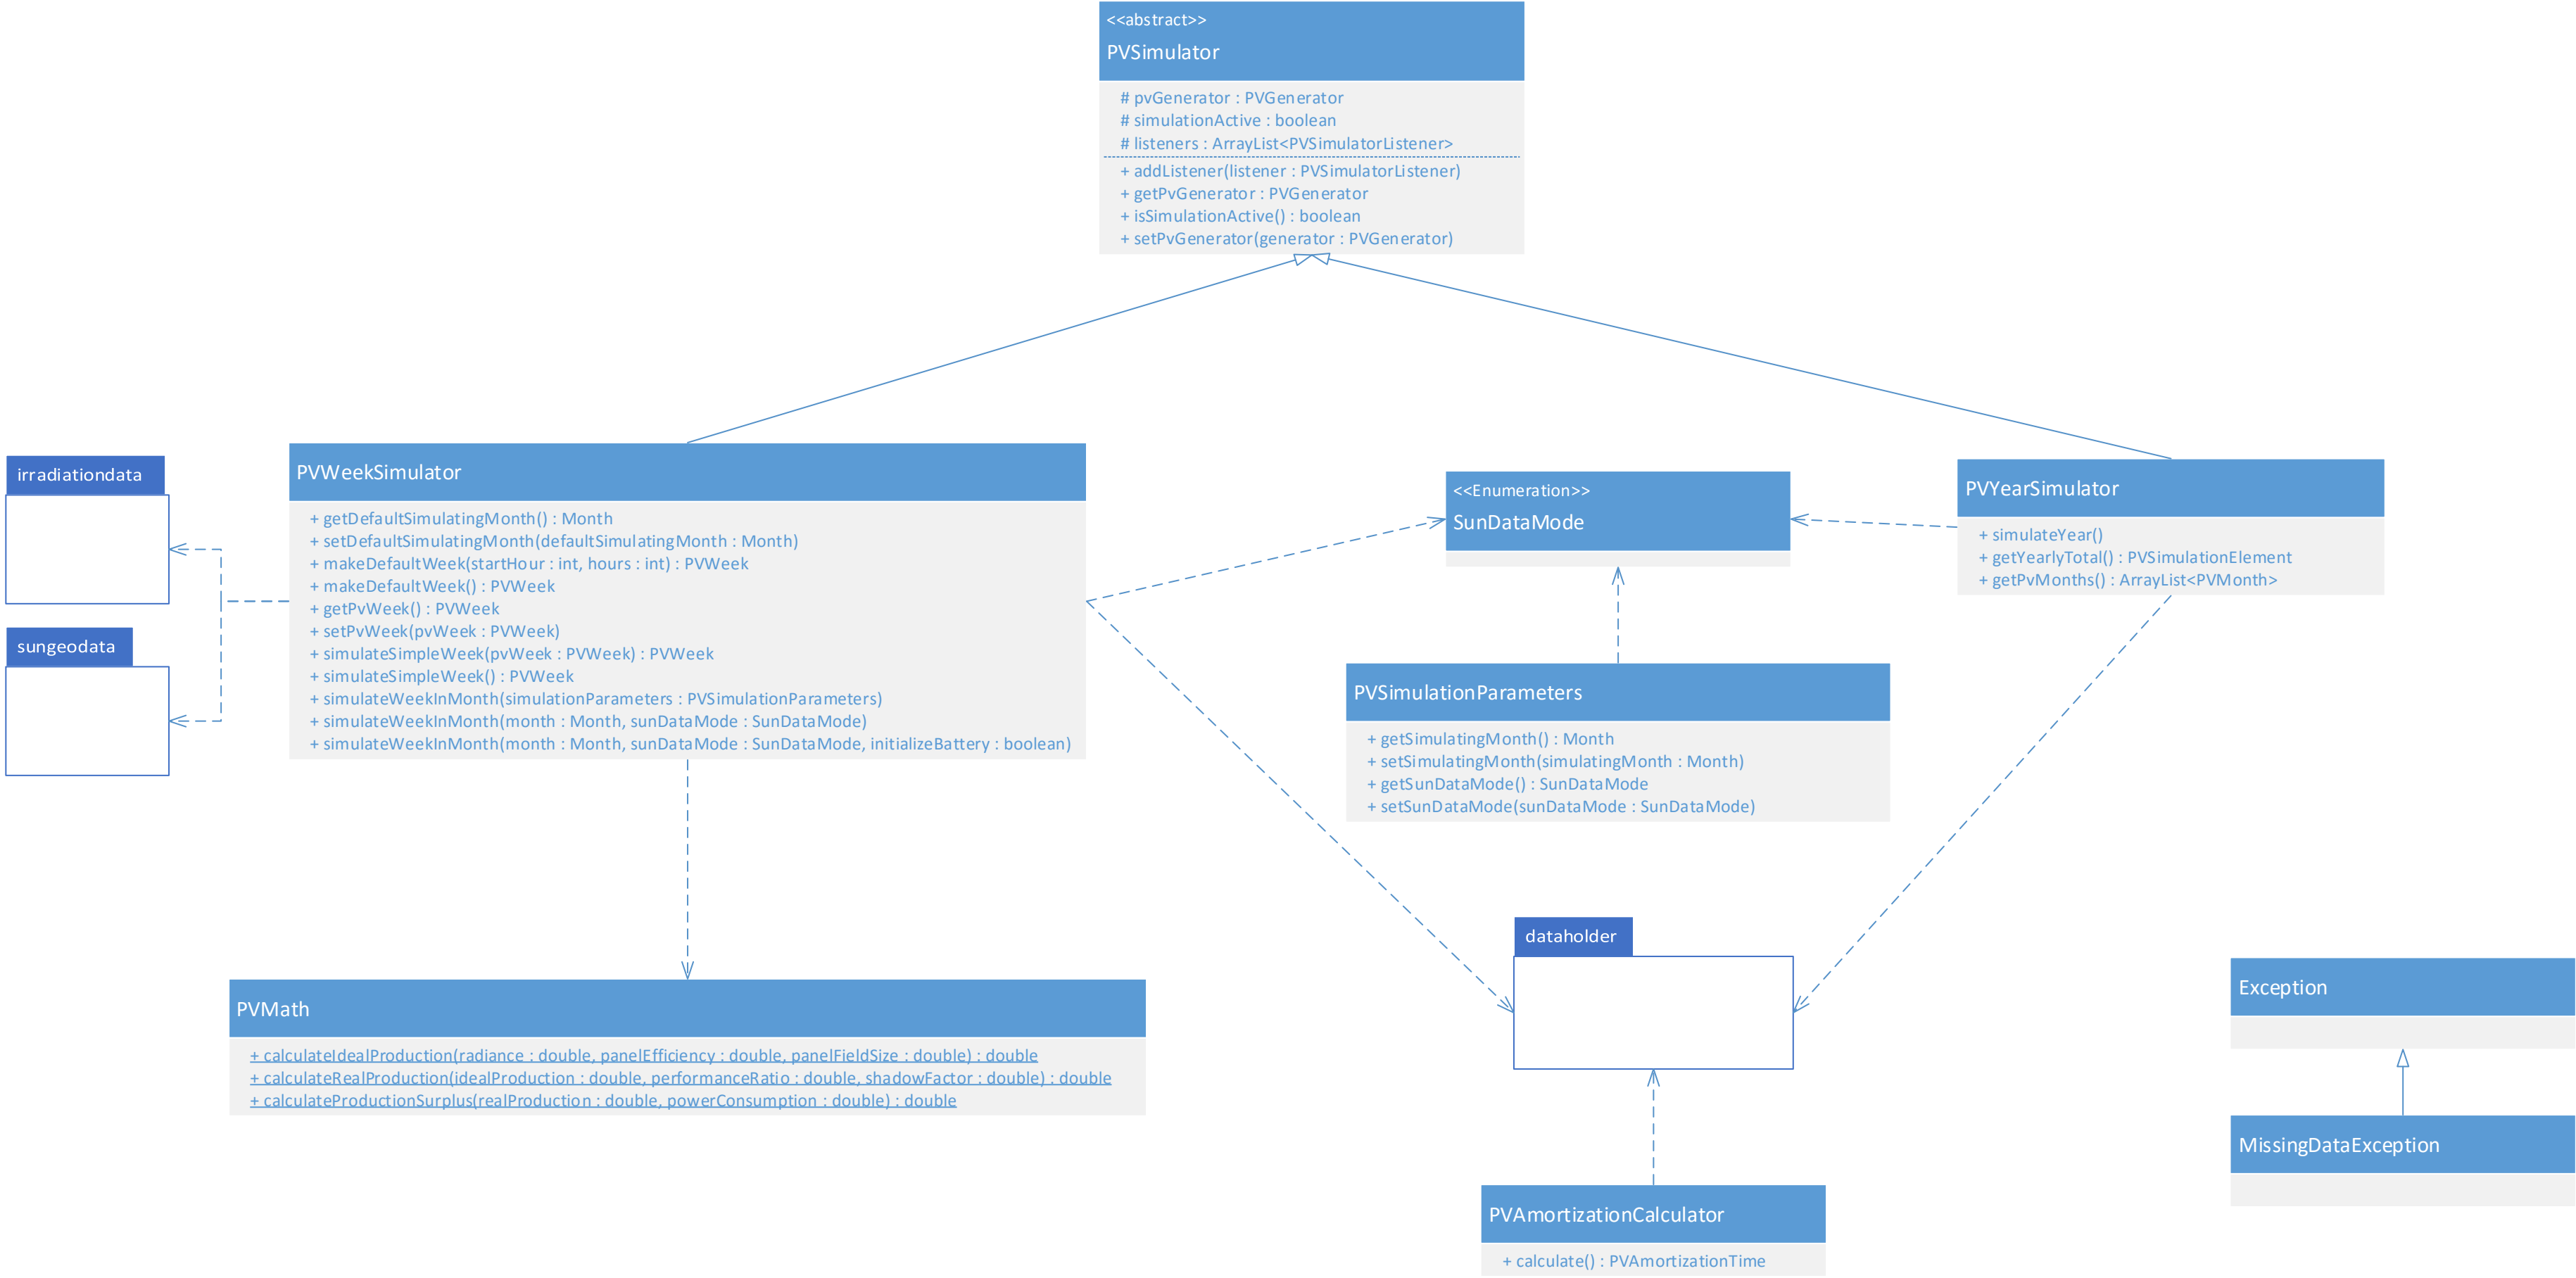 <<abstract>>
PVSimulator
# pvGenerator : PVGenerator
# simulationActive : boolean
# listeners : ArrayList<PVSimulatorListener>
+ addListener(listener : PVSimulatorListener)
+ getPvGenerator : PVGenerator
+ isSimulationActive() : boolean
+ setPvGenerator(generator : PVGenerator)
irradiationdata
sungeodata
PVWeekSimulator
+ getDefaultSimulatingMonth() : Month
+ setDefaultSimulatingMonth(defaultSimulatingMonth : Month)
+ makeDefaultWeek(startHour : int, hours : int) : PVWeek
+ makeDefaultWeek() : PVWeek
+ getPvWeek() : PVWeek
+ setPvWeek(pvWeek : PVWeek)
+ simulateSimpleWeek(pvWeek : PVWeek) : PVWeek
+ simulateSimpleWeek() : PVWeek
+ simulateWeekInMonth(simulationParameters : PVSimulationParameters)
+ simulateWeekInMonth(month : Month, sunDataMode : SunDataMode)
+ simulateWeekInMonth(month : Month, sunDataMode : SunDataMode, initializeBattery : boolean)
<<Enumeration>>
SunDataMode
PVYearSimulator
+ simulateYear()
+ getYearlyTotal() : PVSimulationElement
+ getPvMonths() : ArrayList<PVMonth>
PVSimulationParameters
+ getSimulatingMonth() : Month
+ setSimulatingMonth(simulatingMonth : Month)
+ getSunDataMode() : SunDataMode
+ setSunDataMode(sunDataMode : SunDataMode)
dataholder
PVMath
+ calculateIdealProduction(radiance : double, panelEfficiency : double, panelFieldSize : double) : double
+ calculateRealProduction(idealProduction : double, performanceRatio : double, shadowFactor : double) : double
+ calculateProductionSurplus(realProduction : double, powerConsumption : double) : double
Exception
MissingDataException
PVAmortizationCalculator
+ calculate() : PVAmortizationTime